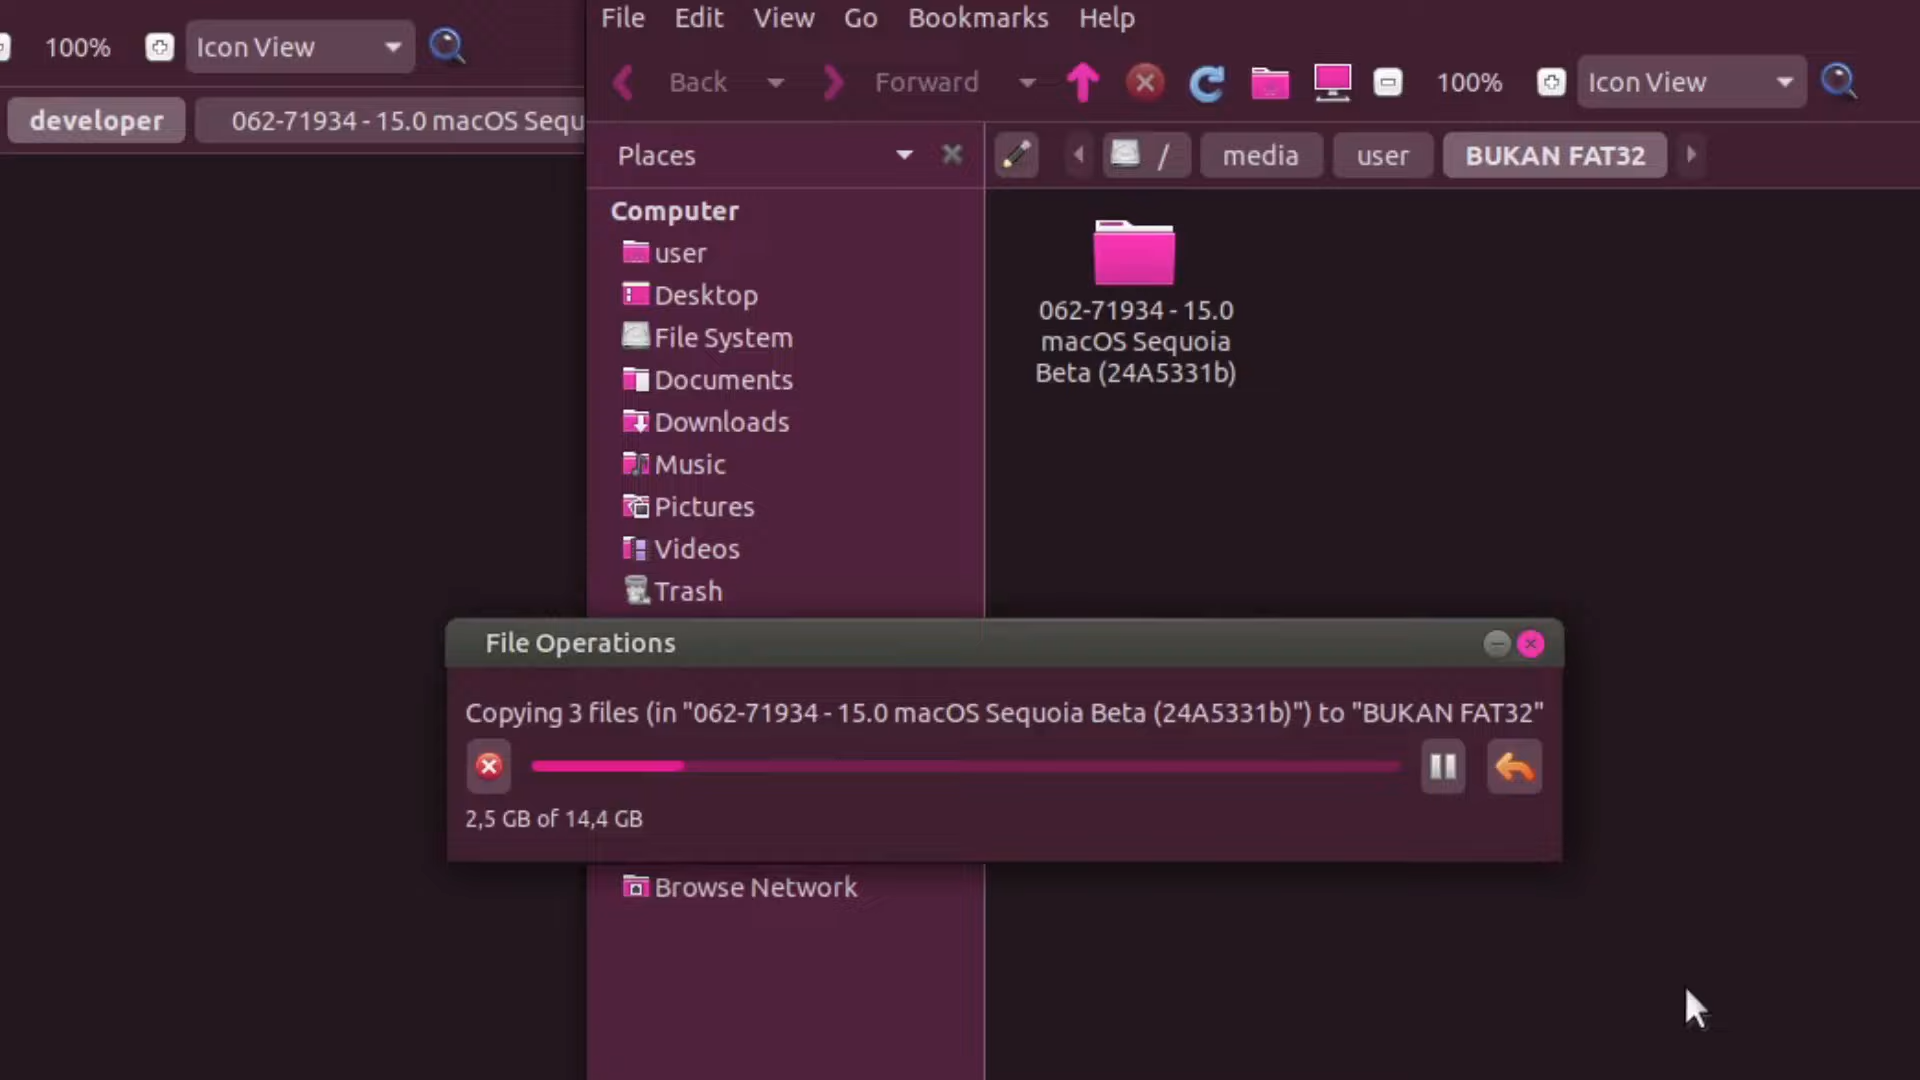 100%
Icon View
developer
062-71934 - 15.0 macOS Sequ
File Edit View Go Bookmarks Help
Back Forward 100% Icon View
Places
/ media user BUKAN FAT32
Computer
user
Desktop
File System
Documents
Downloads
Music
Pictures
Videos
Trash
062-71934 - 15.0
macOS Sequoia
Beta (24A5331b)
File Operations
Copying 3 files (in "062-71934 - 15.0 macOS Sequoia Beta (24A5331b)") to "BUKAN FAT32"
2,5 GB of 14,4 GB
Browse Network